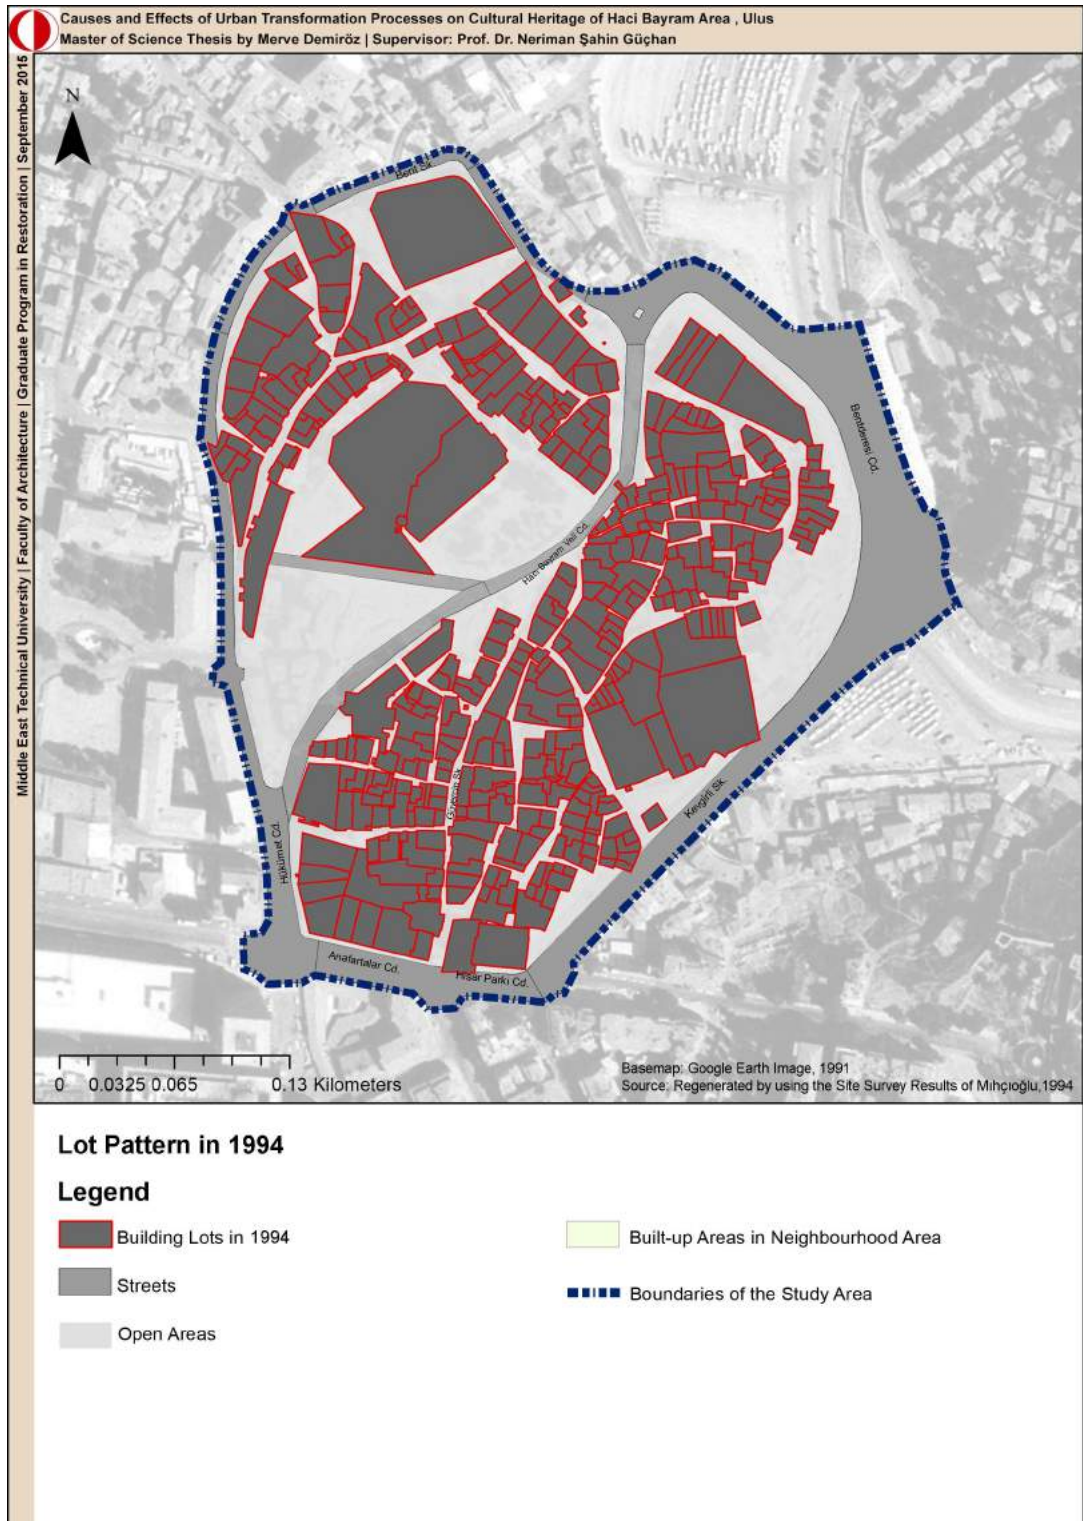 Causes and Effects of Urban Transformation Processes on Cultural Heritage of Haci Bayram Area , Ulus
Master of Science Thesis by Merve Demiröz | Supervisor: Prof. Dr. Neriman Şahin Güçhan
Middle East Technical University | Faculty of Architecture | Graduate Program in Restoration | September 2015
N
Bent Sk.
Bentderesi Cd.
Hacı Bayram Veli Cd.
Güvercin Sk.
Kevgirli Sk.
Hükümet Cd.
Anafartalar Cd.
Hisar Parkı Cd.
0 0.0325 0.065 0.13 Kilometers
Basemap: Google Earth Image, 1991
Source: Regenerated by using the Site Survey Results of Mıhçıoğlu,1994
Lot Pattern in 1994
Legend
Building Lots in 1994
Streets
Open Areas
Built-up Areas in Neighbourhood Area
Boundaries of the Study Area